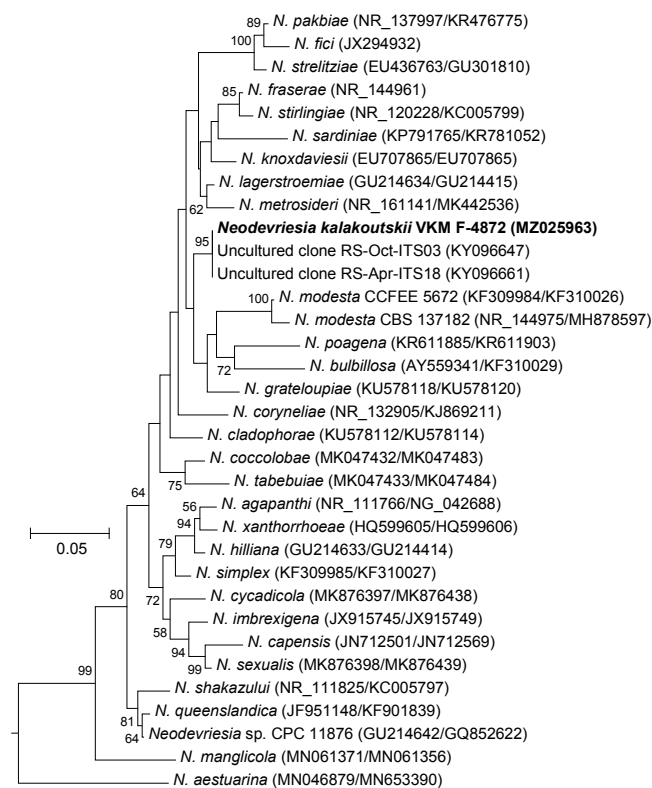 89
N. pakbiae (NR_137997/KR476775)
100
N. fici (JX294932)
N. strelitziae (EU436763/GU301810)
N. fraserae (NR_144961)
85
N. stirlingiae (NR_120228/KC005799)
N. sardiniae (KP791765/KR781052)
N. knoxdaviesii (EU707865/EU707865)
N. lagerstroemiae (GU214634/GU214415)
62
N. metrosideri (NR_161141/MK442536)
Neodevriesia kalakoutskii VKM F-4872 (MZ025963)
95
Uncultured clone RS-Oct-ITS03 (KY096647)
Uncultured clone RS-Apr-ITS18 (KY096661)
100
N. modesta CCFEE 5672 (KF309984/KF310026)
N. modesta CBS 137182 (NR_144975/MH878597)
N. poagena (KR611885/KR611903)
72
N. bulbillosa (AY559341/KF310029)
N. grateloupiae (KU578118/KU578120)
N. coryneliae (NR_132905/KJ869211)
N. cladophorae (KU578112/KU578114)
N. coccolobae (MK047432/MK047483)
75
N. tabebuiae (MK047433/MK047484)
64
56
N. agapanthi (NR_111766/NG_042688)
94
N. xanthorrhoeae (HQ599605/HQ599606)
79
N. hilliana (GU214633/GU214414)
0.05
N. simplex (KF309985/KF310027)
72
N. cycadicola (MK876397/MK876438)
80
58
N. imbrexigena (JX915745/JX915749)
94
N. capensis (JN712501/JN712569)
99
N. sexualis (MK876398/MK876439)
99
N. shakazului (NR_111825/KC005797)
81
N. queenslandica (JF951148/KF901839)
64
Neodevriesia sp. CPC 11876 (GU214642/GQ852622)
N. manglicola (MN061371/MN061356)
N. aestuarina (MN046879/MN653390)